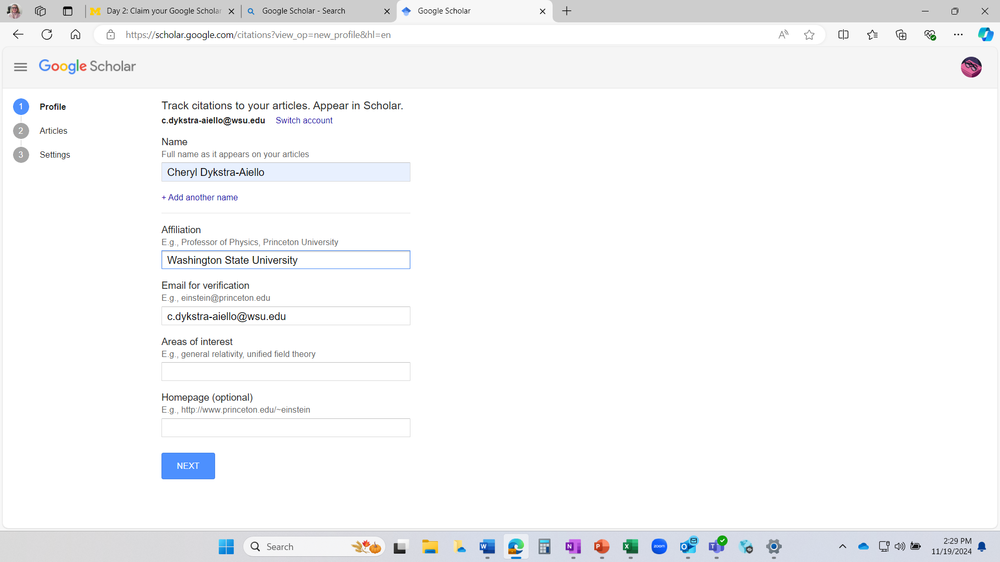 Day 2: Claim your Google Scholar
Google Scholar - Search
Google Scholar
https://scholar.google.com/citations?view_op=new_profile&hl=en
Google Scholar
1 Profile
2 Articles
3 Settings
Track citations to your articles. Appear in Scholar.
c.dykstra-aiello@wsu.edu Switch account
Name
Full name as it appears on your articles
Cheryl Dykstra-Aiello
+ Add another name
Affiliation
E.g., Professor of Physics, Princeton University
Washington State University
Email for verification
E.g., einstein@princeton.edu
c.dykstra-aiello@wsu.edu
Areas of interest
E.g., general relativity, unified field theory
Homepage (optional)
E.g., http://www.princeton.edu/~einstein
NEXT
Search
zoom
2:29 PM
11/19/2024